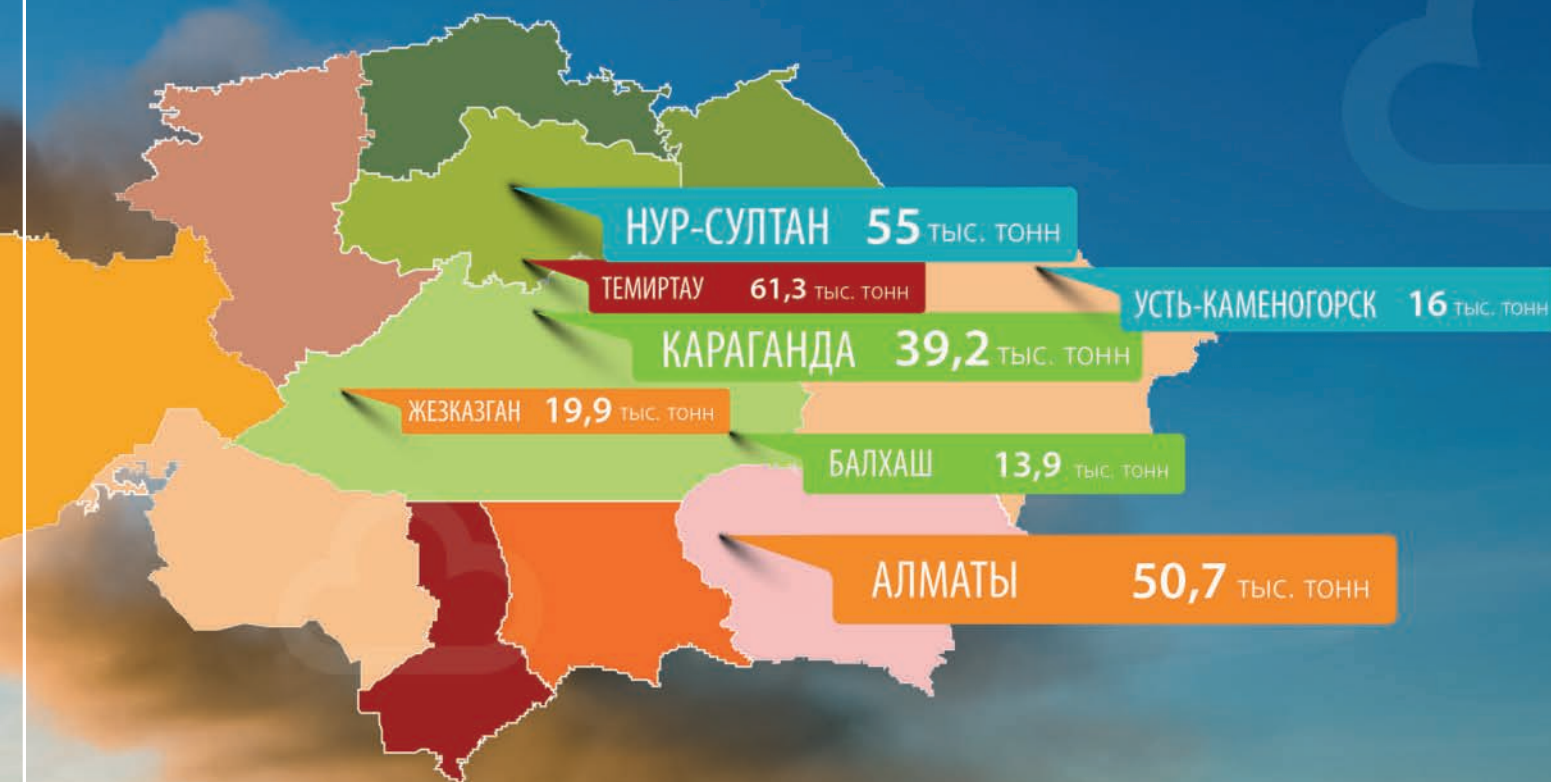 НУР-СУЛТАН 55 тыс. тонн
ТЕМИРТАУ 61,3 тыс. тонн
УСТЬ-КАМЕНОГОРСК 16 тыс. тонн
КАРАГАНДА 39,2 тыс. тонн
ЖЕЗКАЗГАН 19,9 тыс. тонн
БАЛХАШ 13,9 тыс. тонн
АЛМАТЫ 50,7 тыс. тонн